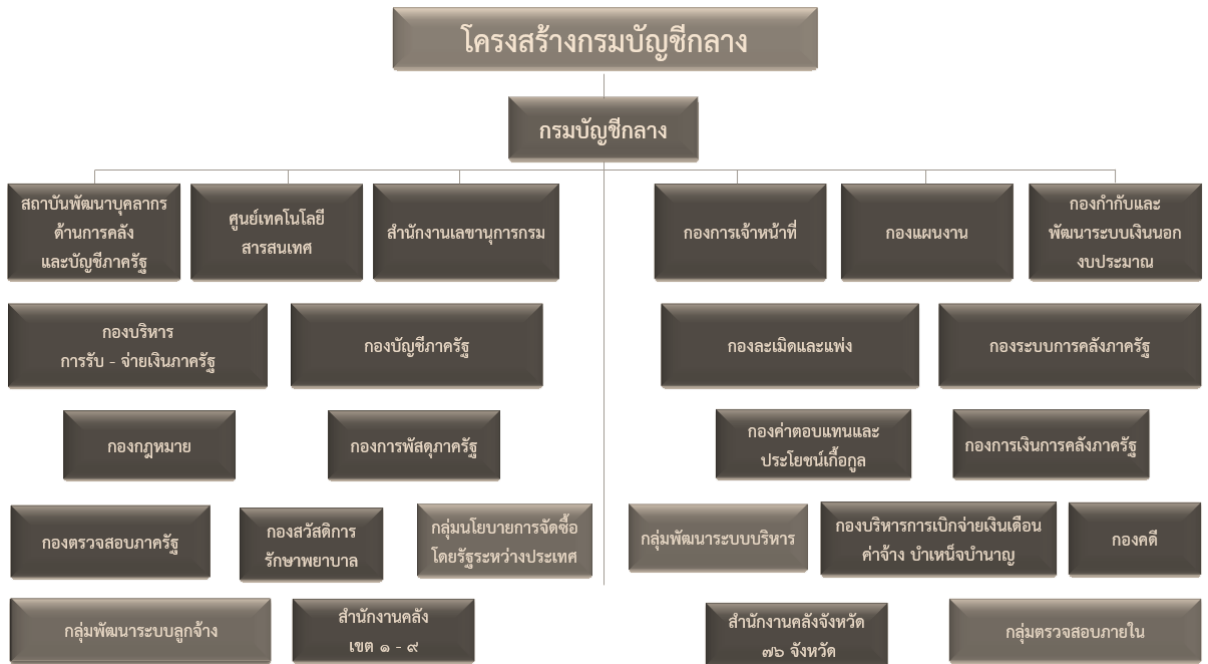 โครงสร้างกรมบัญชีกลาง
กรมบัญชีกลาง
สถาบันพัฒนาบุคลากร
ด้านการคลัง
และบัญชีภาครัฐ
ศูนย์เทคโนโลยี
สารสนเทศ
สำนักงานเลขานุการกรม
กองการเจ้าหน้าที่
กองแผนงาน
กองกำกับและ
พัฒนาระบบเงินนอก
งบประมาณ
กองบริหาร
การรับ - จ่ายเงินภาครัฐ
กองบัญชีภาครัฐ
กองละเมิดและแพ่ง
กองระบบการคลังภาครัฐ
กองกฎหมาย
กองการพัสดุภาครัฐ
กองค่าตอบแทนและ
ประโยชน์เกื้อกูล
กองการเงินการคลังภาครัฐ
กองตรวจสอบภาครัฐ
กองสวัสดิการ
รักษาพยาบาล
กลุ่มนโยบายการจัดซื้อ
โดยรัฐระหว่างประเทศ
กลุ่มพัฒนาระบบบริหาร
กองบริหารการเบิกจ่ายเงินเดือน
ค่าจ้าง บำเหน็จบำนาญ
กองคดี
กลุ่มพัฒนาระบบลูกจ้าง
สำนักงานคลัง
เขต ๑ - ๙
สำนักงานคลังจังหวัด
๗๖ จังหวัด
กลุ่มตรวจสอบภายใน